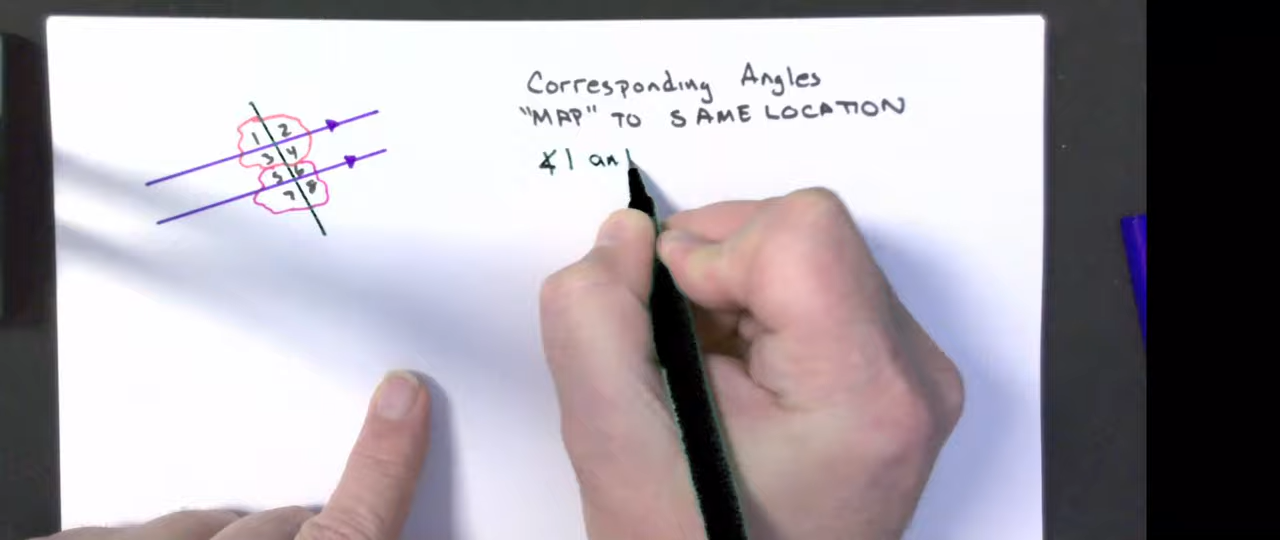 Corresponding Angles
"MAP" TO SAME LOCATION
∡1 an
1 2
3 4
5 6
7 8